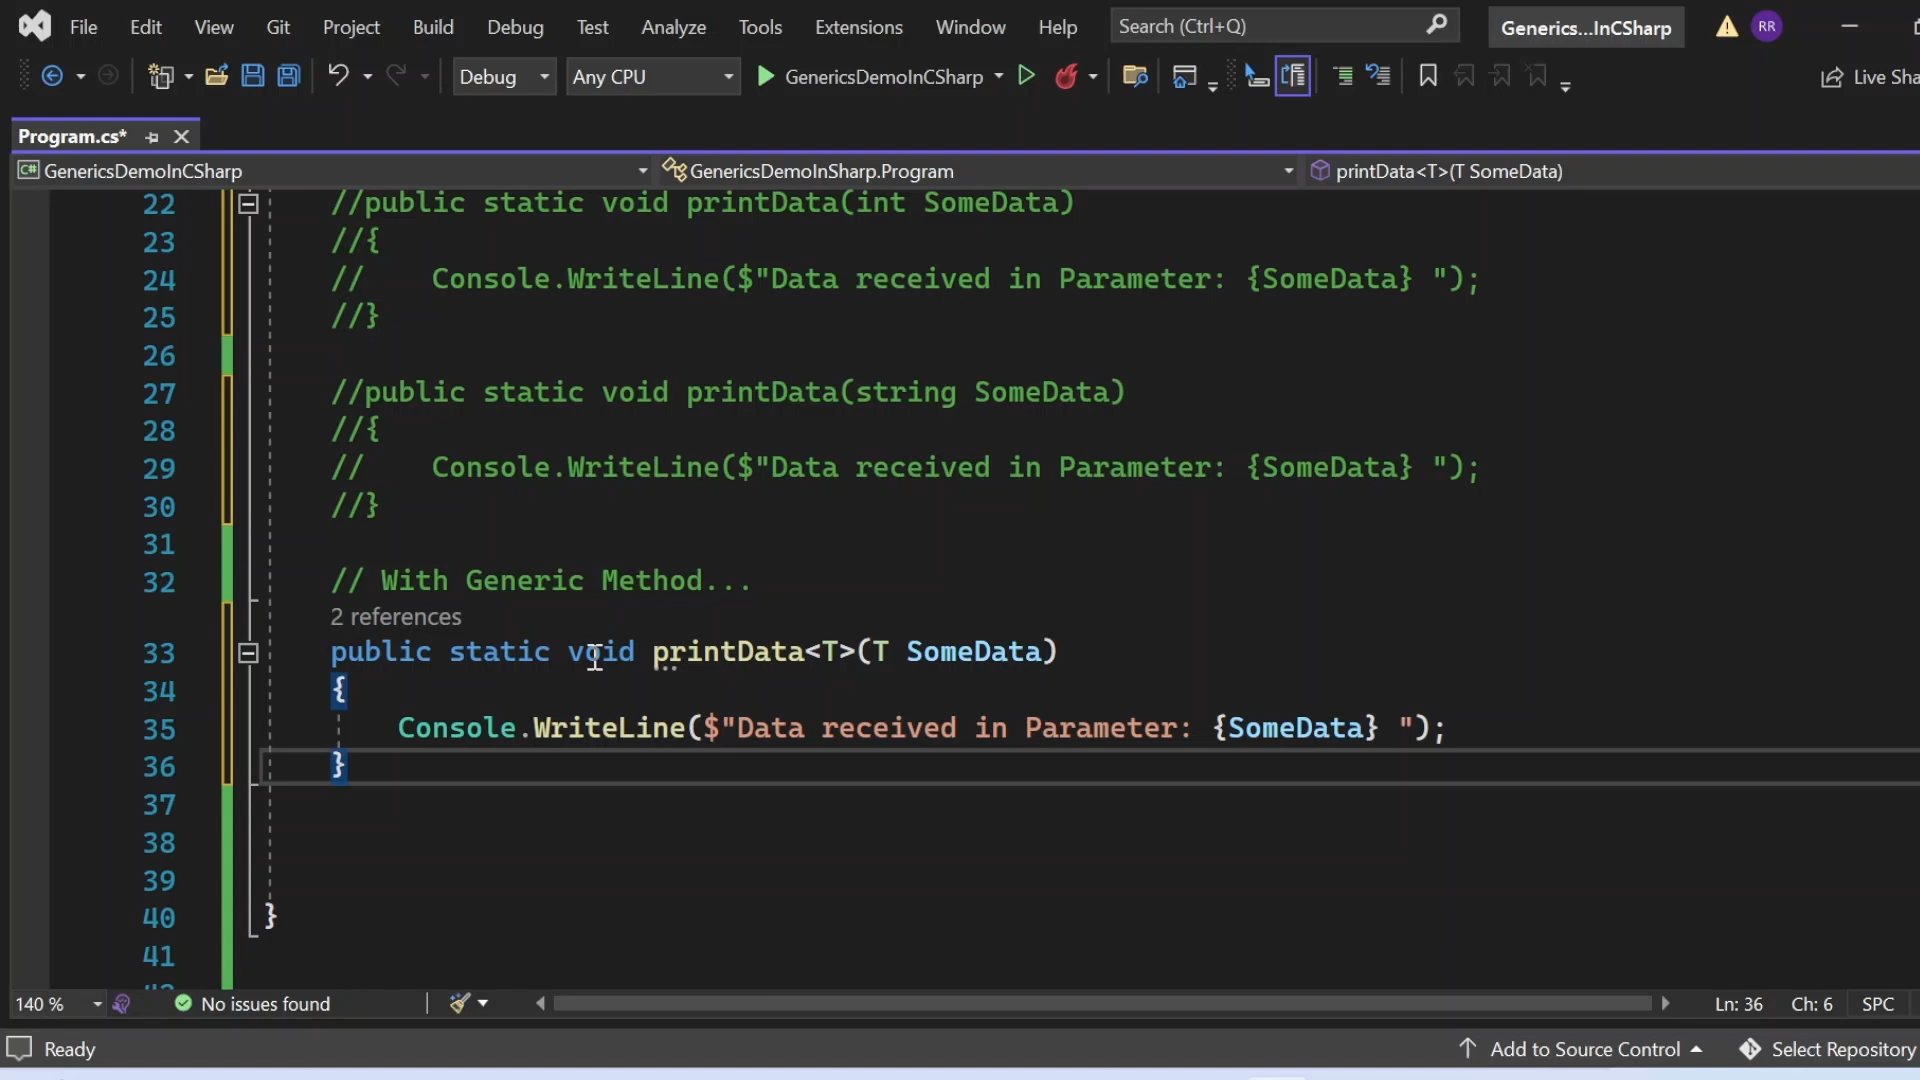 File Edit View Git Project Build Debug Test Analyze Tools Extensions Window Help Search (Ctrl+Q) Generics...InCSharp RR
Debug Any CPU GenericsDemoInCSharp Live Sha
Program.cs*
C# GenericsDemoInCSharp GenericsDemoInSharp.Program printData<T>(T SomeData)
22 //public static void printData(int SomeData)
23 //{
24 //    Console.WriteLine($"Data received in Parameter: {SomeData} ");
25 //}
26
27 //public static void printData(string SomeData)
28 //{
29 //    Console.WriteLine($"Data received in Parameter: {SomeData} ");
30 //}
31
32 // With Generic Method...
2 references
33 public static void printData<T>(T SomeData)
34 {
35     Console.WriteLine($"Data received in Parameter: {SomeData} ");
36 }
37
38
39
40 }
41
140 % No issues found Ln: 36 Ch: 6 SPC
Ready Add to Source Control Select Repository